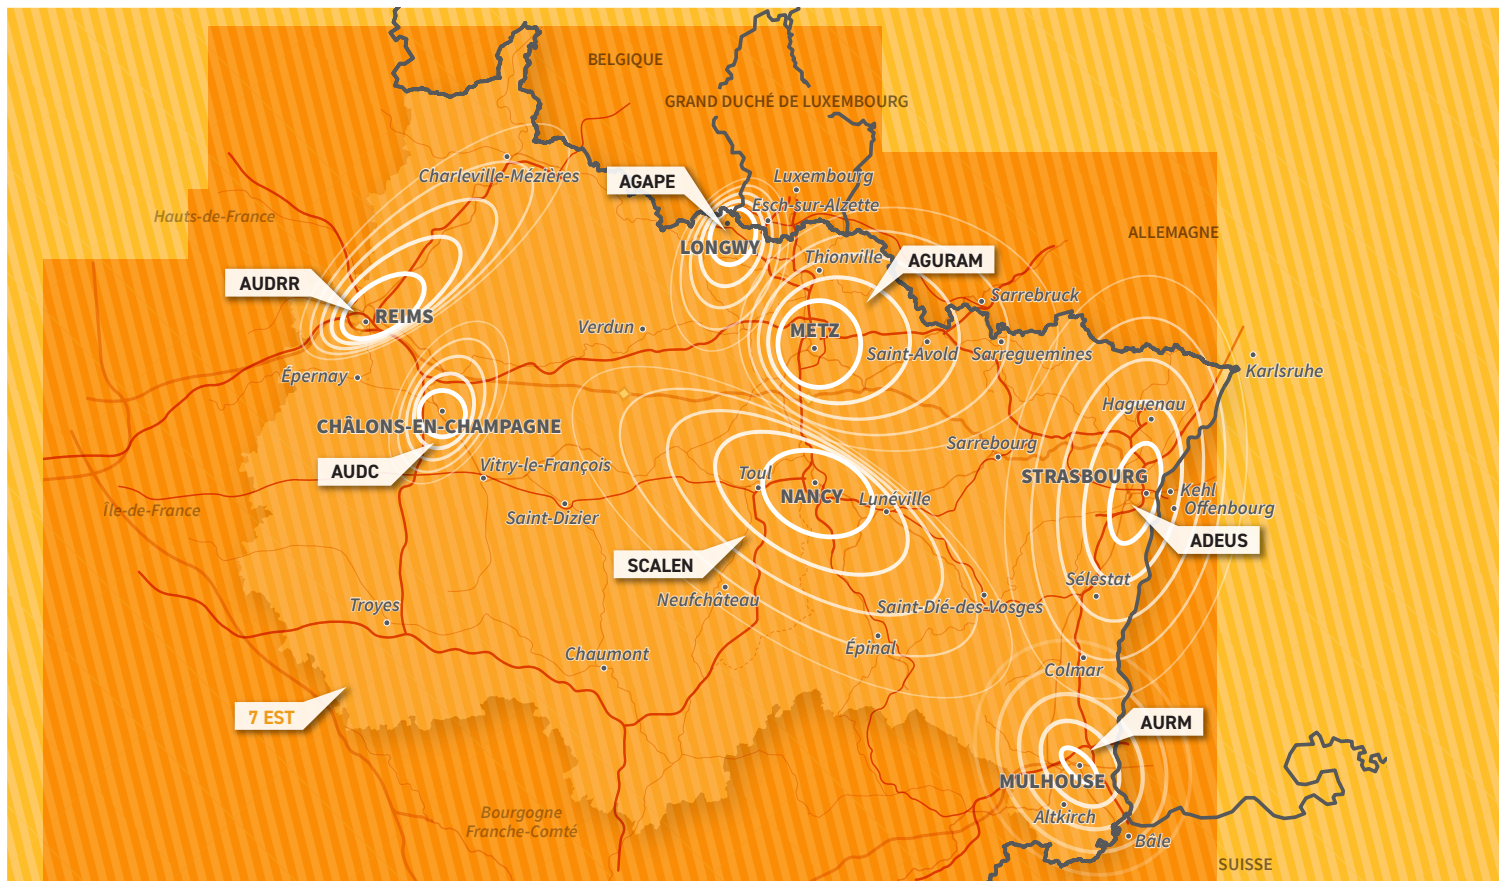 BELGIQUE
GRAND DUCHÉ DE LUXEMBOURG
Charleville-Mézières
AGAPE
Luxembourg
Esch-sur-Alzette
Hauts-de-France
ALLEMAGNE
LONGWY
Thionville
AGURAM
AUDRR
REIMS
Sarrebruck
Verdun
METZ
Saint-Avold
Sarreguemines
Karlsruhe
Épernay
Haguenau
CHÂLONS-EN-CHAMPAGNE
Sarrebourg
AUDC
Vitry-le-François
Toul
NANCY
Lunéville
STRASBOURG
Kehl
Offenbourg
Île-de-France
Saint-Dizier
ADEUS
SCALEN
Sélestat
Neufchâteau
Saint-Dié-des-Vosges
Troyes
Épinal
Chaumont
Colmar
7 EST
AURM
MULHOUSE
Altkirch
Bourgogne
Franche-Comté
Bâle
SUISSE